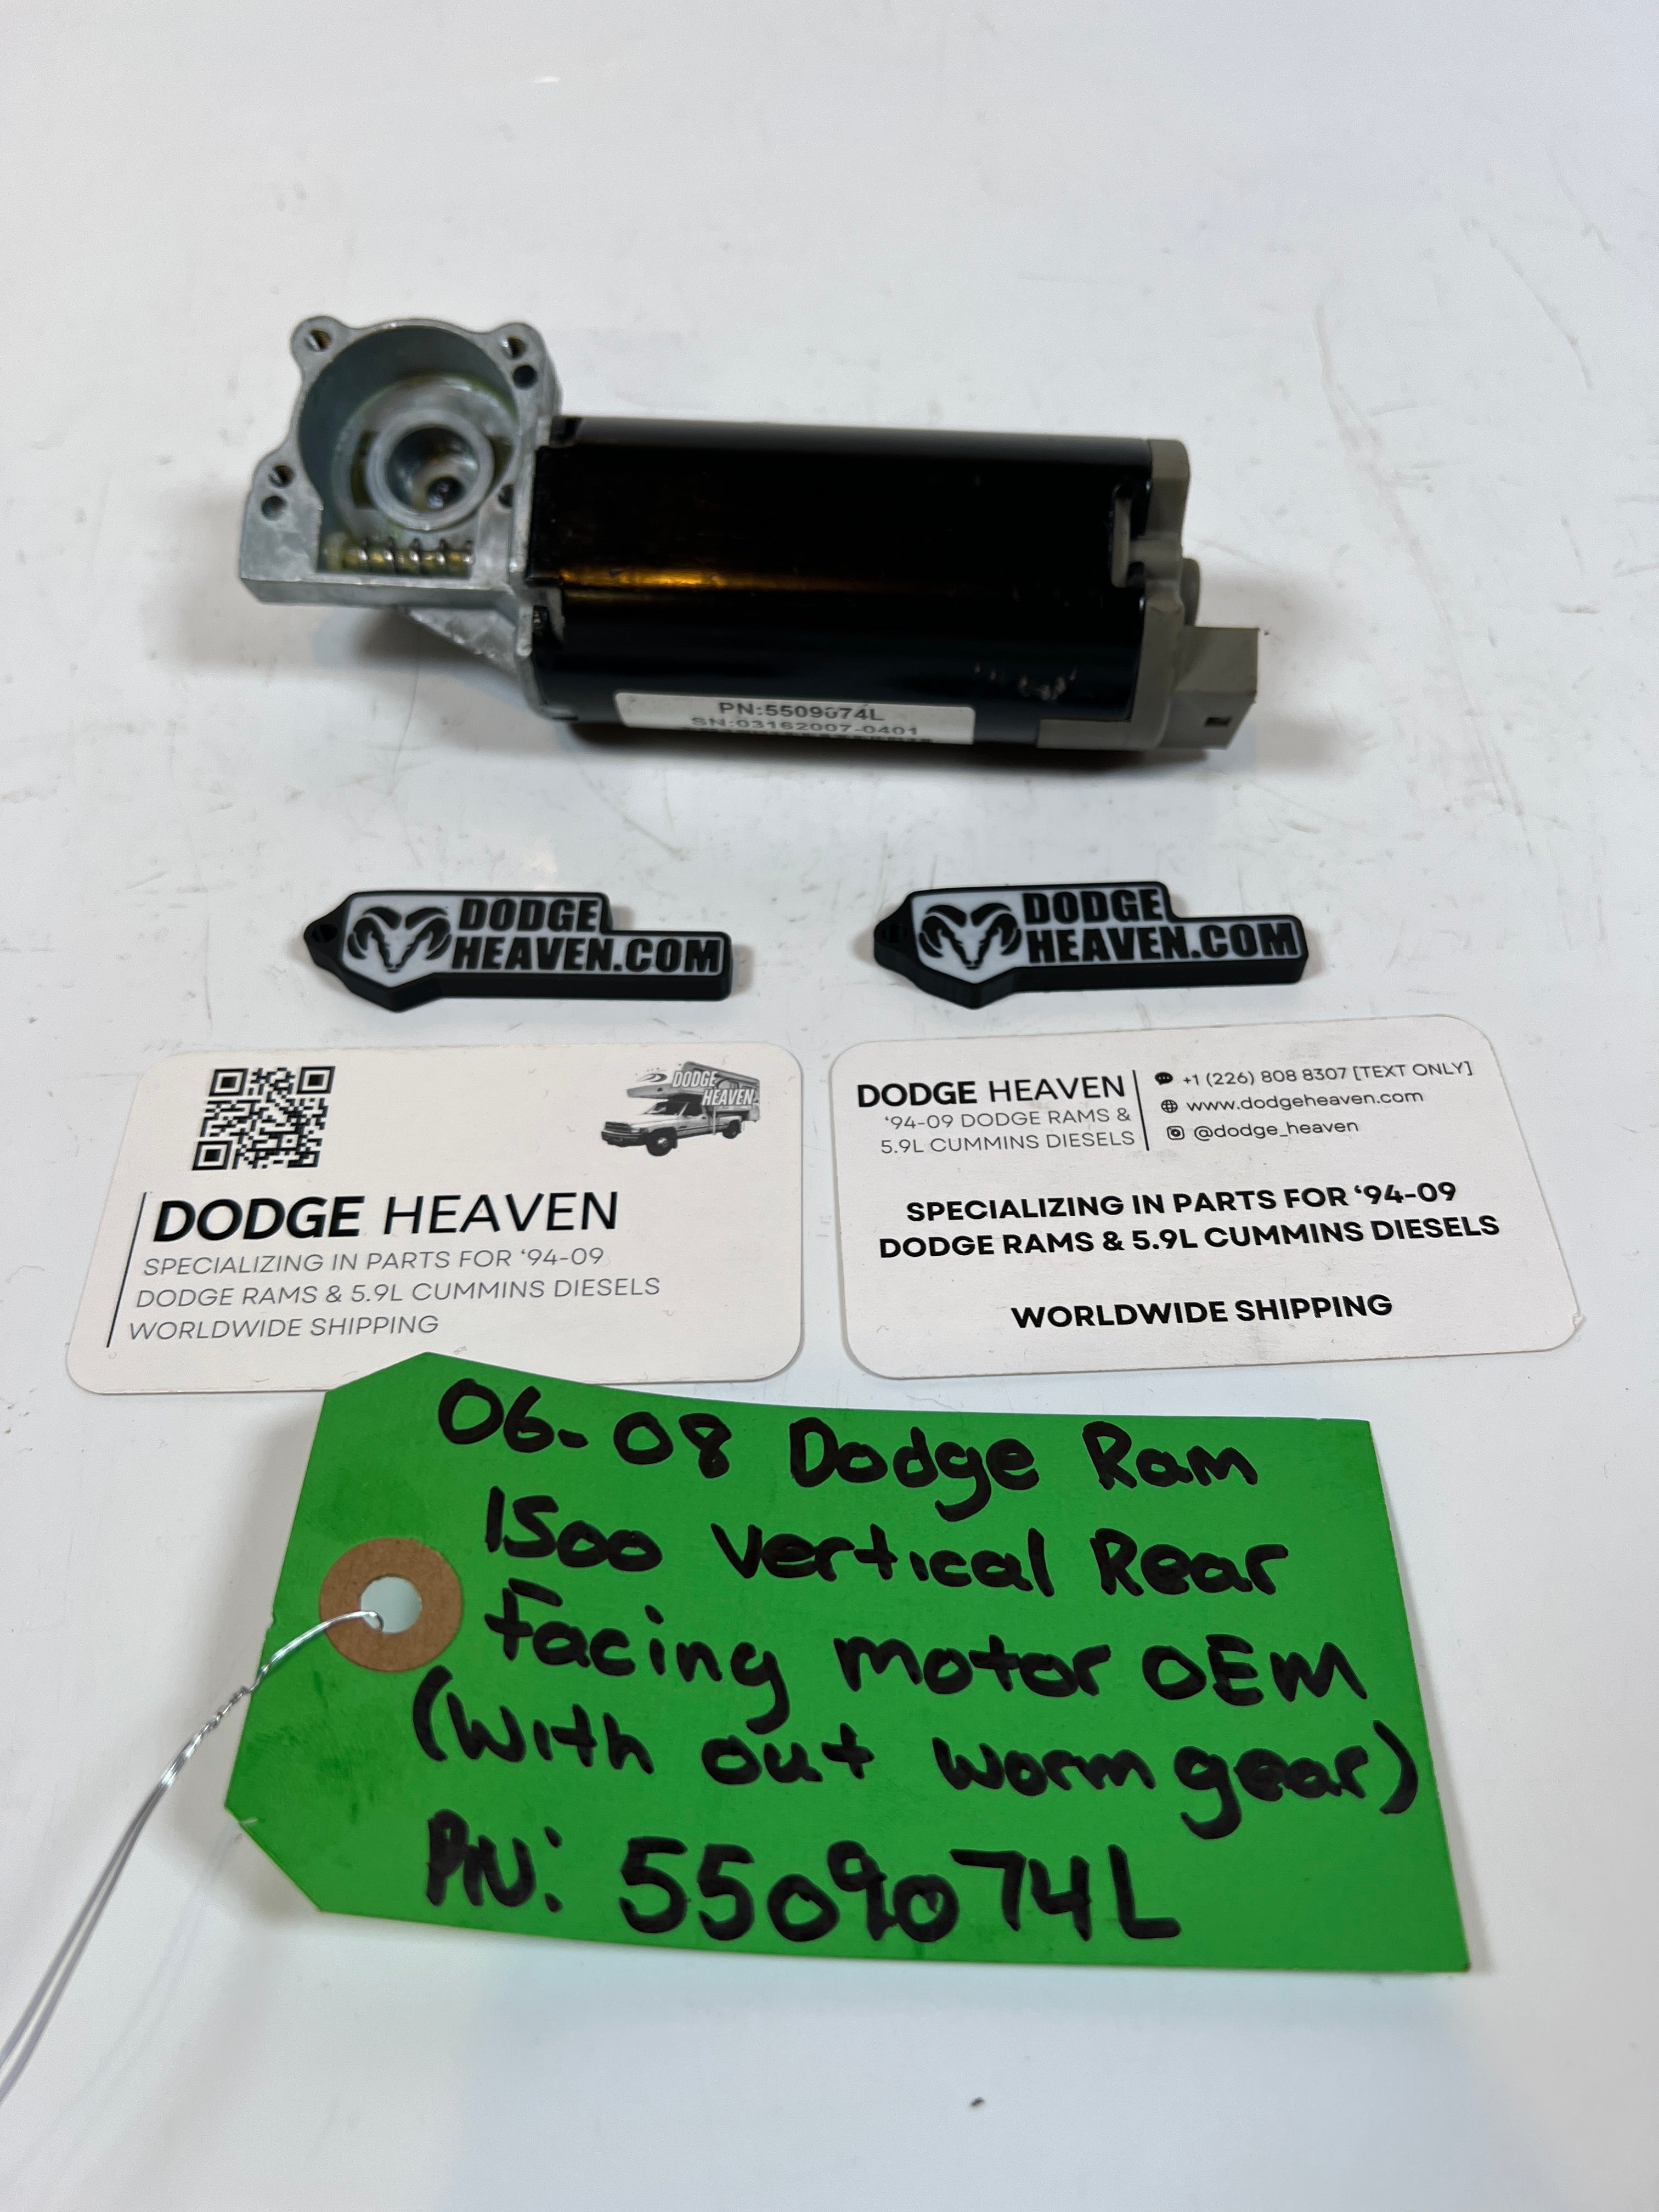 PN:5509074L
SN:03162007-0401
DODGE
HEAVEN.COM
DODGE
HEAVEN.COM
DODGE
HEAVEN
DODGE HEAVEN
SPECIALIZING IN PARTS FOR ‘94-09
DODGE RAMS & 5.9L CUMMINS DIESELS
WORLDWIDE SHIPPING
DODGE HEAVEN
‘94-09 DODGE RAMS &
5.9L CUMMINS DIESELS
+1 (226) 808 8307 [TEXT ONLY]
www.dodgeheaven.com
@dodge_heaven
SPECIALIZING IN PARTS FOR ‘94-09
DODGE RAMS & 5.9L CUMMINS DIESELS
WORLDWIDE SHIPPING
06-08 Dodge Ram
1500 Vertical Rear
Facing motor OEM
(With out worm gear)
PN: 5509074L